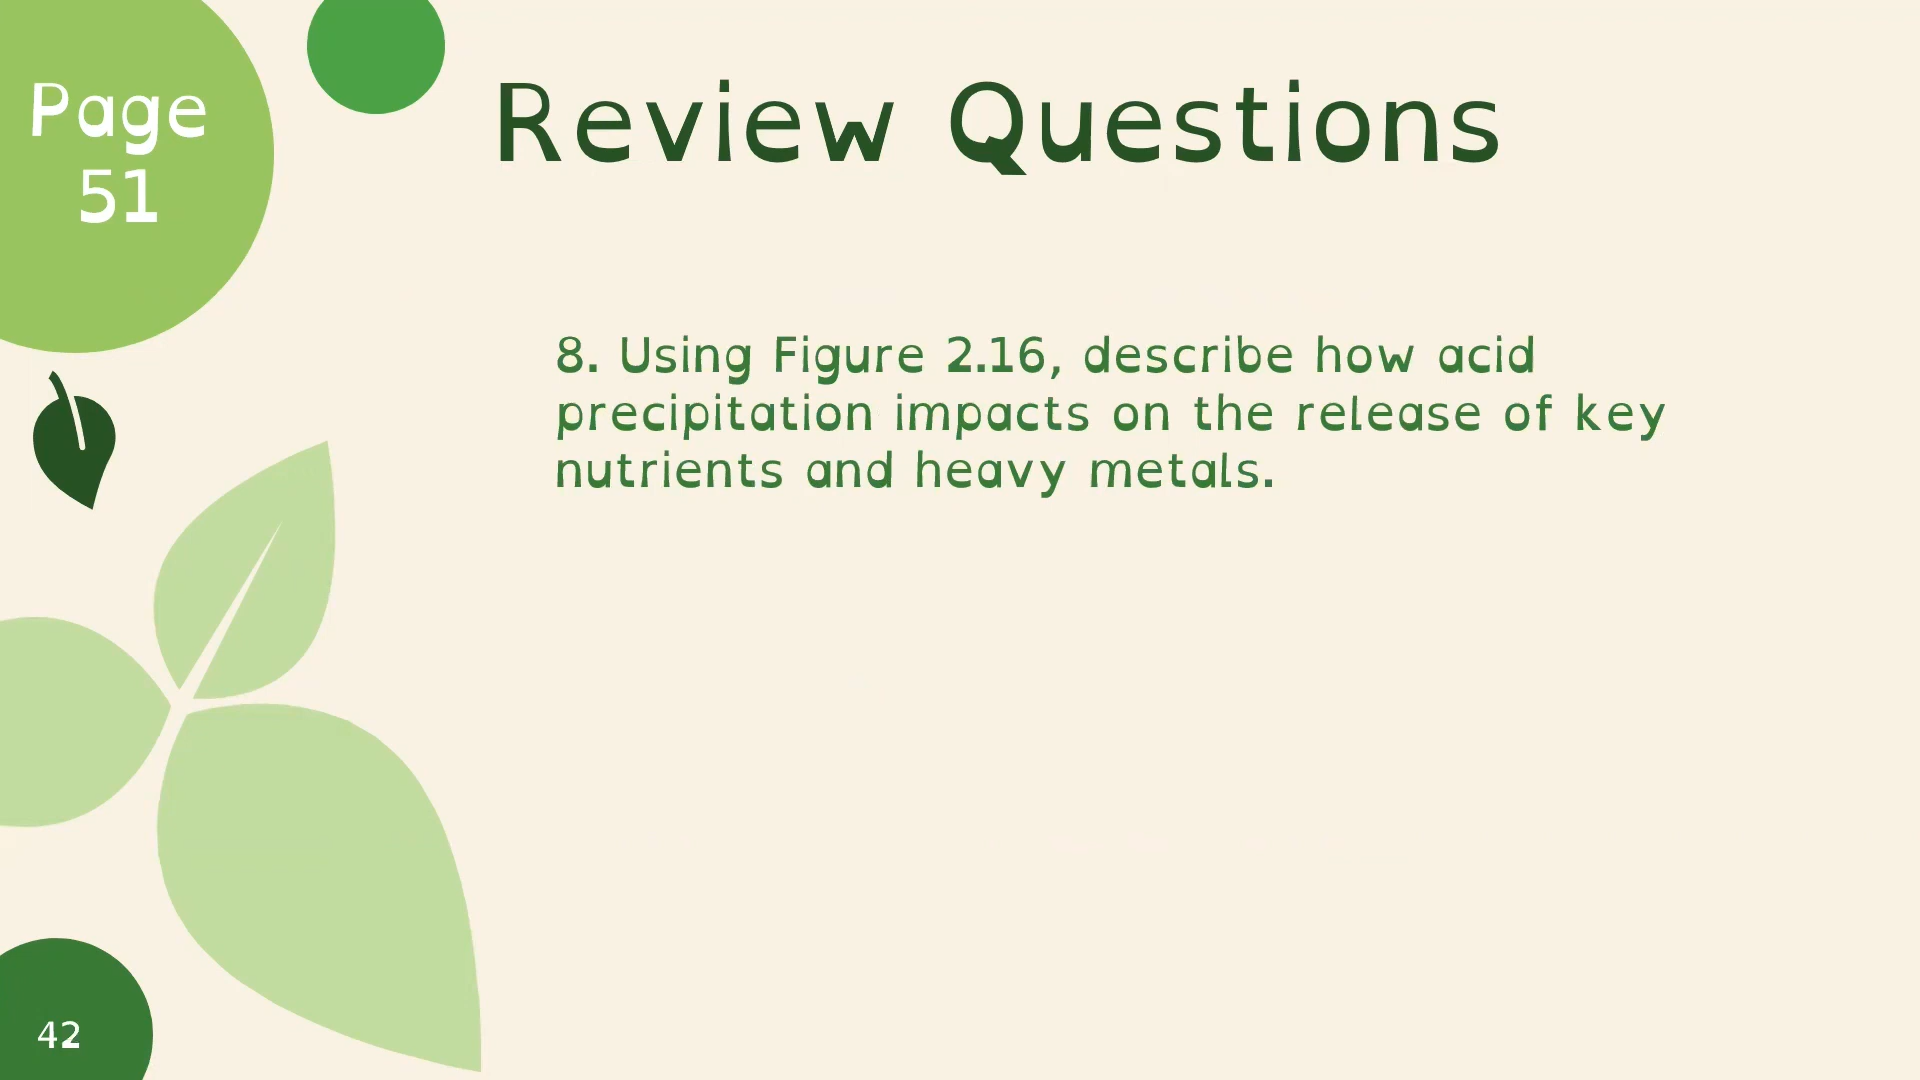 Page
51
Review Questions
8. Using Figure 2.16, describe how acid
precipitation impacts on the release of key
nutrients and heavy metals.
42